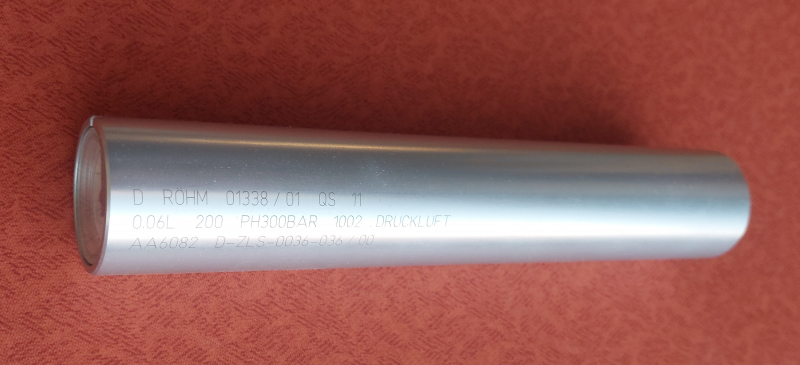 D RÖHM 01338/01 QS 11
0.06L 200 PH300BAR 1002 DRUCKLUFT
AA6082 D-ZLS-0036-036/00